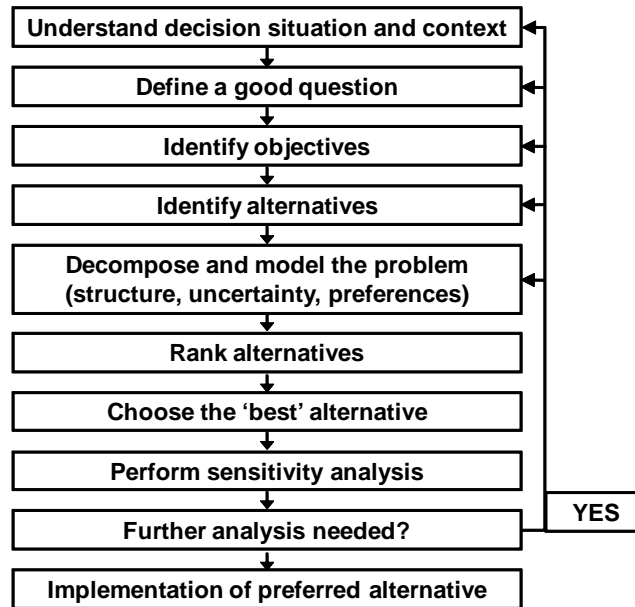 Understand decision situation and context
Define a good question
Identify objectives
Identify alternatives
Decompose and model the problem
(structure, uncertainty, preferences)
Rank alternatives
Choose the ‘best’ alternative
Perform sensitivity analysis
YES
Further analysis needed?
Implementation of preferred alternative